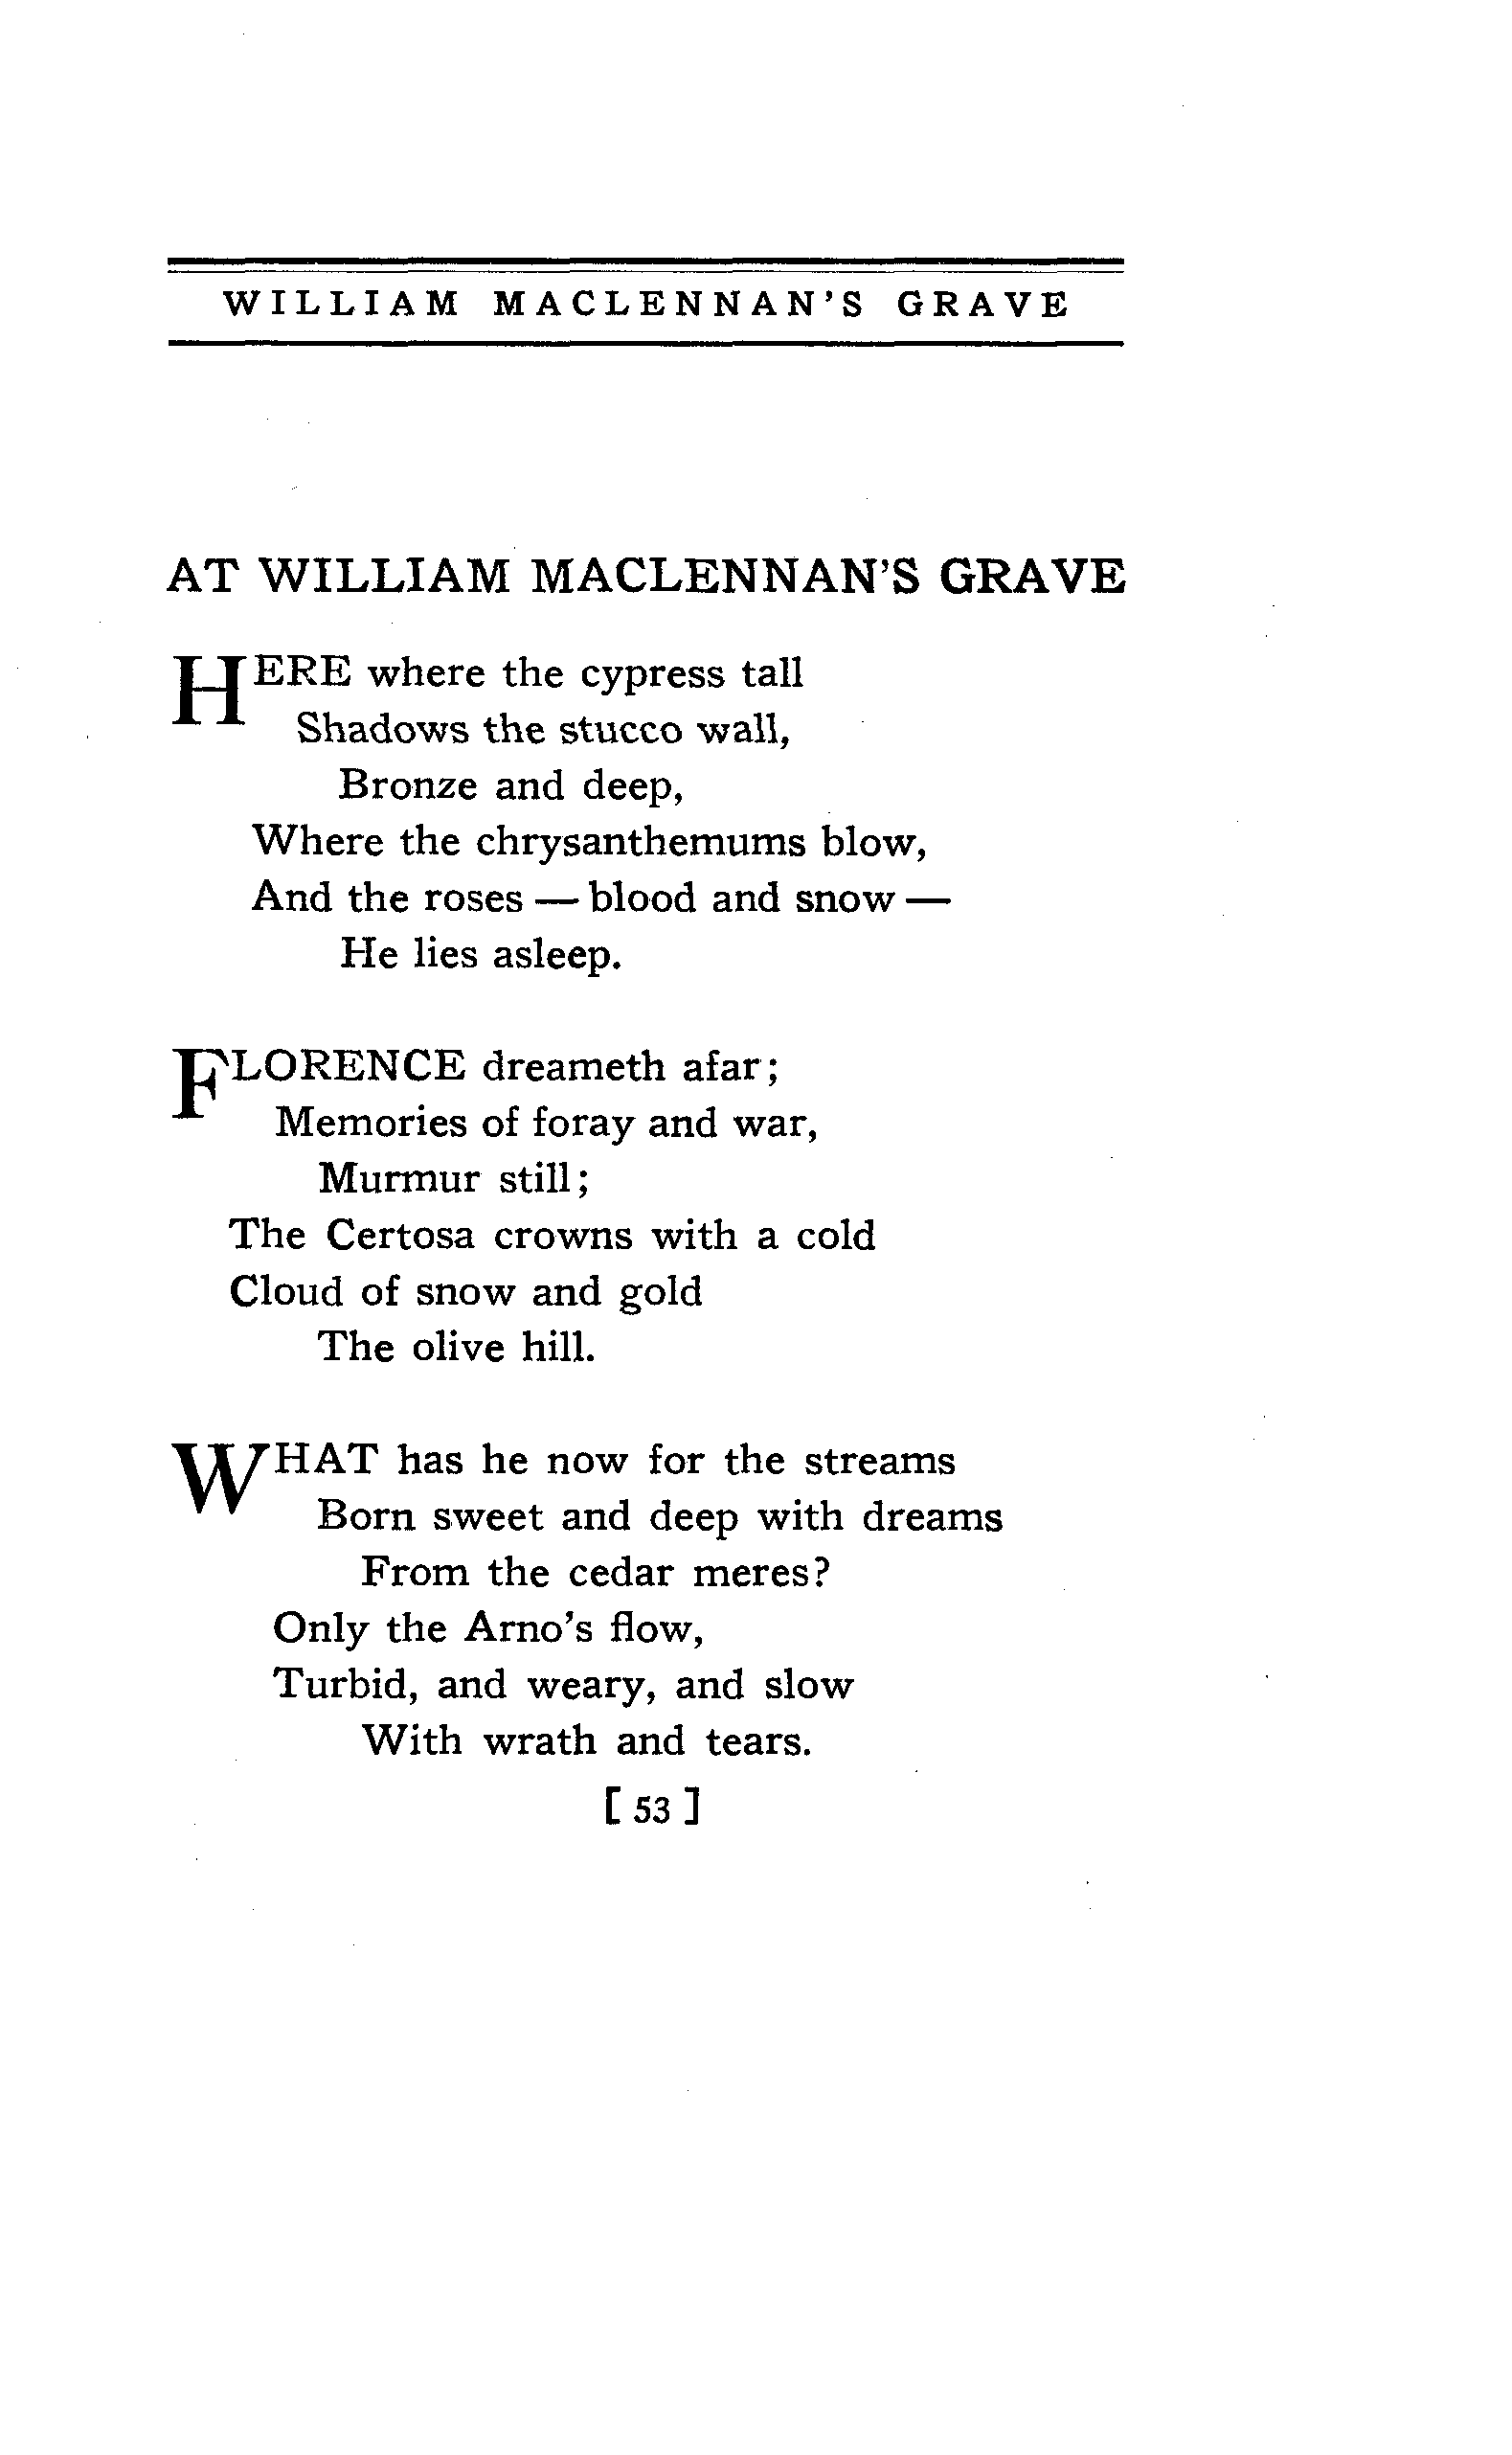 WILLIAM MACLENNAN'S GRAVE
AT WILLIAM MACLENNAN'S GRAVE
HERE where the cypress tall
Shadows the stucco wall,
Bronze and deep,
Where the chrysanthemums blow,
And the roses — blood and snow —
He lies asleep.
FLORENCE dreameth afar;
Memories of foray and war,
Murmur still;
The Certosa crowns with a cold
Cloud of snow and gold
The olive hill.
WHAT has he now for the streams
Born sweet and deep with dreams
From the cedar meres?
Only the Arno's flow,
Turbid, and weary, and slow
With wrath and tears.
[ 53 ]